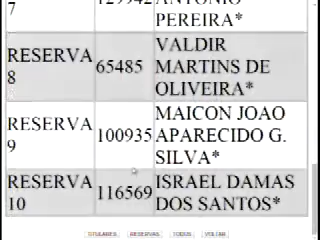 7 129942 ANTONIO
PEREIRA*
RESERVA 8 65485 VALDIR
MARTINS DE
OLIVEIRA*
RESERVA 9 100935 MAICON JOAO
APARECIDO G.
SILVA*
RESERVA 10 116569 ISRAEL DAMAS
DOS SANTOS*
TITULARES RESERVAS TODOS VOLTAR